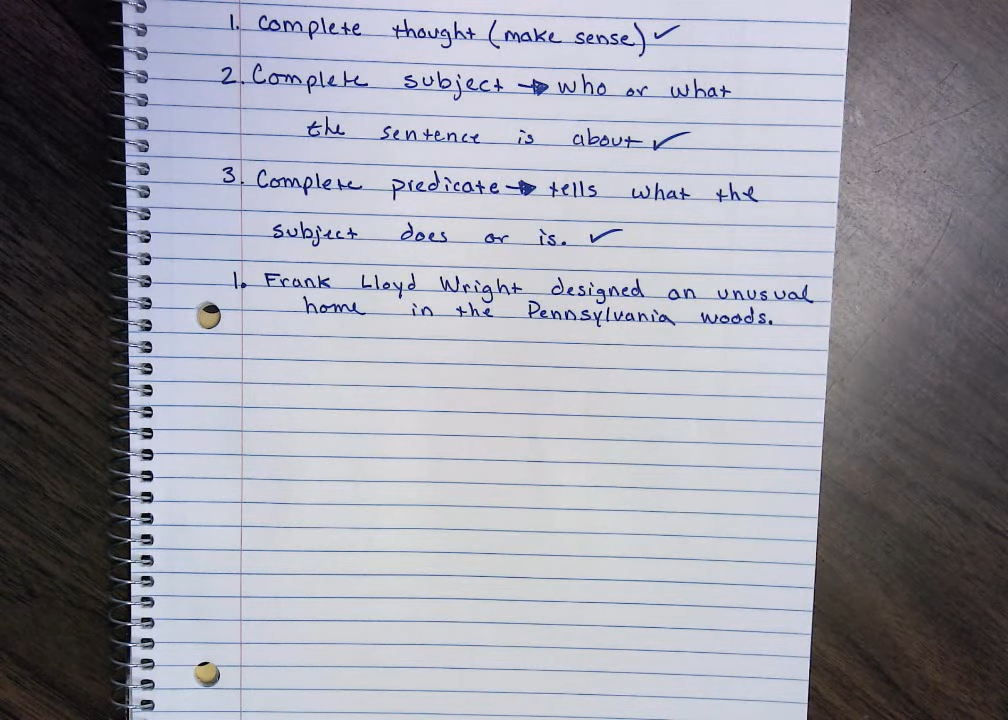 1. Complete thought (make sense) ✓
2. Complete subject → who or what
the sentence is about ✓
3. Complete predicate → tells what the
subject does or is. ✓
1. Frank Lloyd Wright designed an unusual
home in the Pennsylvania woods.